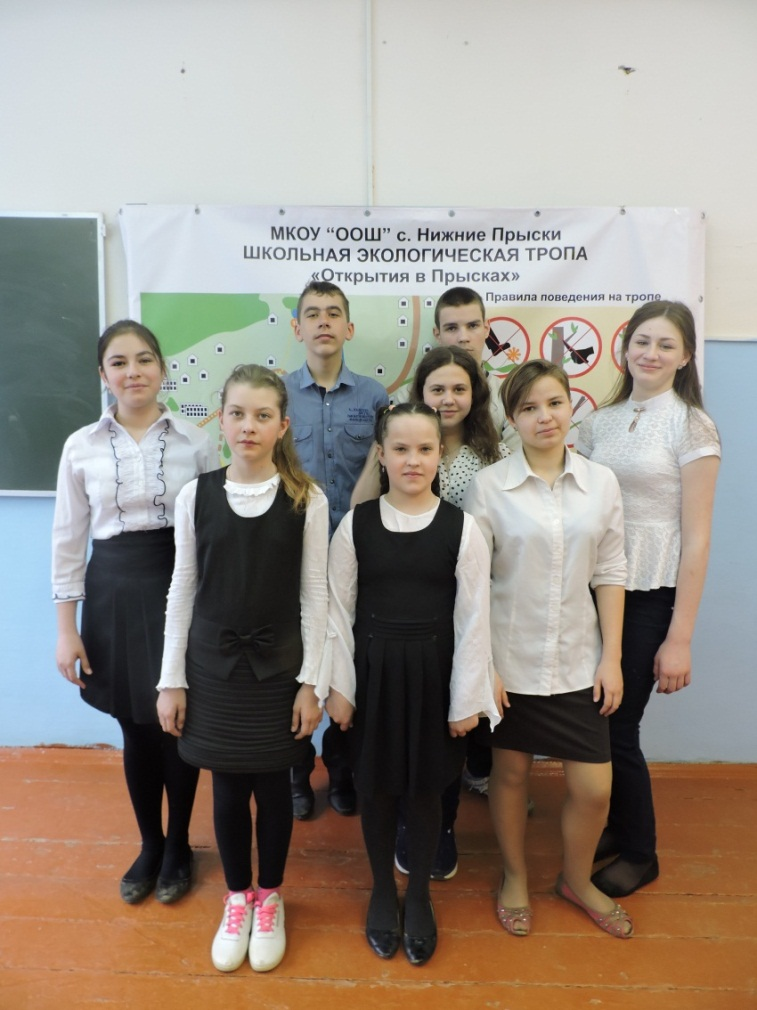 МКОУ “ООШ” с. Нижние Прыски
ШКОЛЬНАЯ ЭКОЛОГИЧЕСКАЯ ТРОПА
«Открытия в Прысках»
Правила поведения на тропе